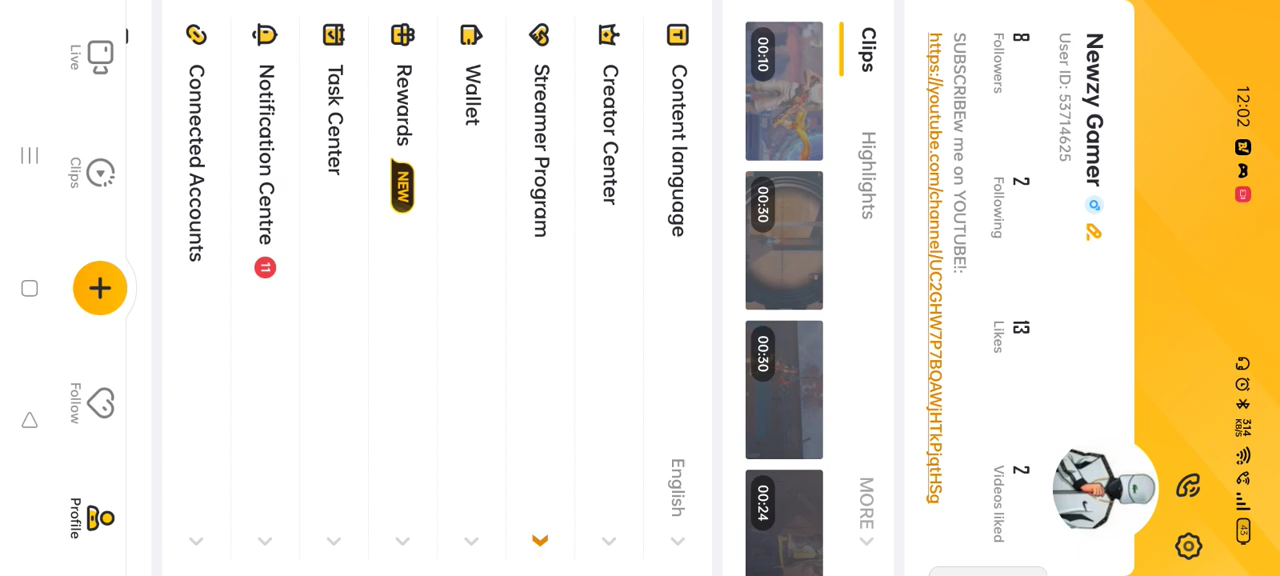 12:02
314
KB/S
43
Newzy Gamer
User ID: 53714625
8
Followers
2
Following
13
Likes
2
Videos liked
SUBSCRIBEw me on YOUTUBE!:
https://youtube.com/channel/UC2GHW7P7BQAWjHTkPjqtHSg
Clips
Highlights
MORE
00:10
00:30
00:30
00:24
Content language
English
Creator Center
Streamer Program
Wallet
Rewards NEW
Task Center
Notification Centre 11
Connected Accounts
Live
Clips
Follow
Profile